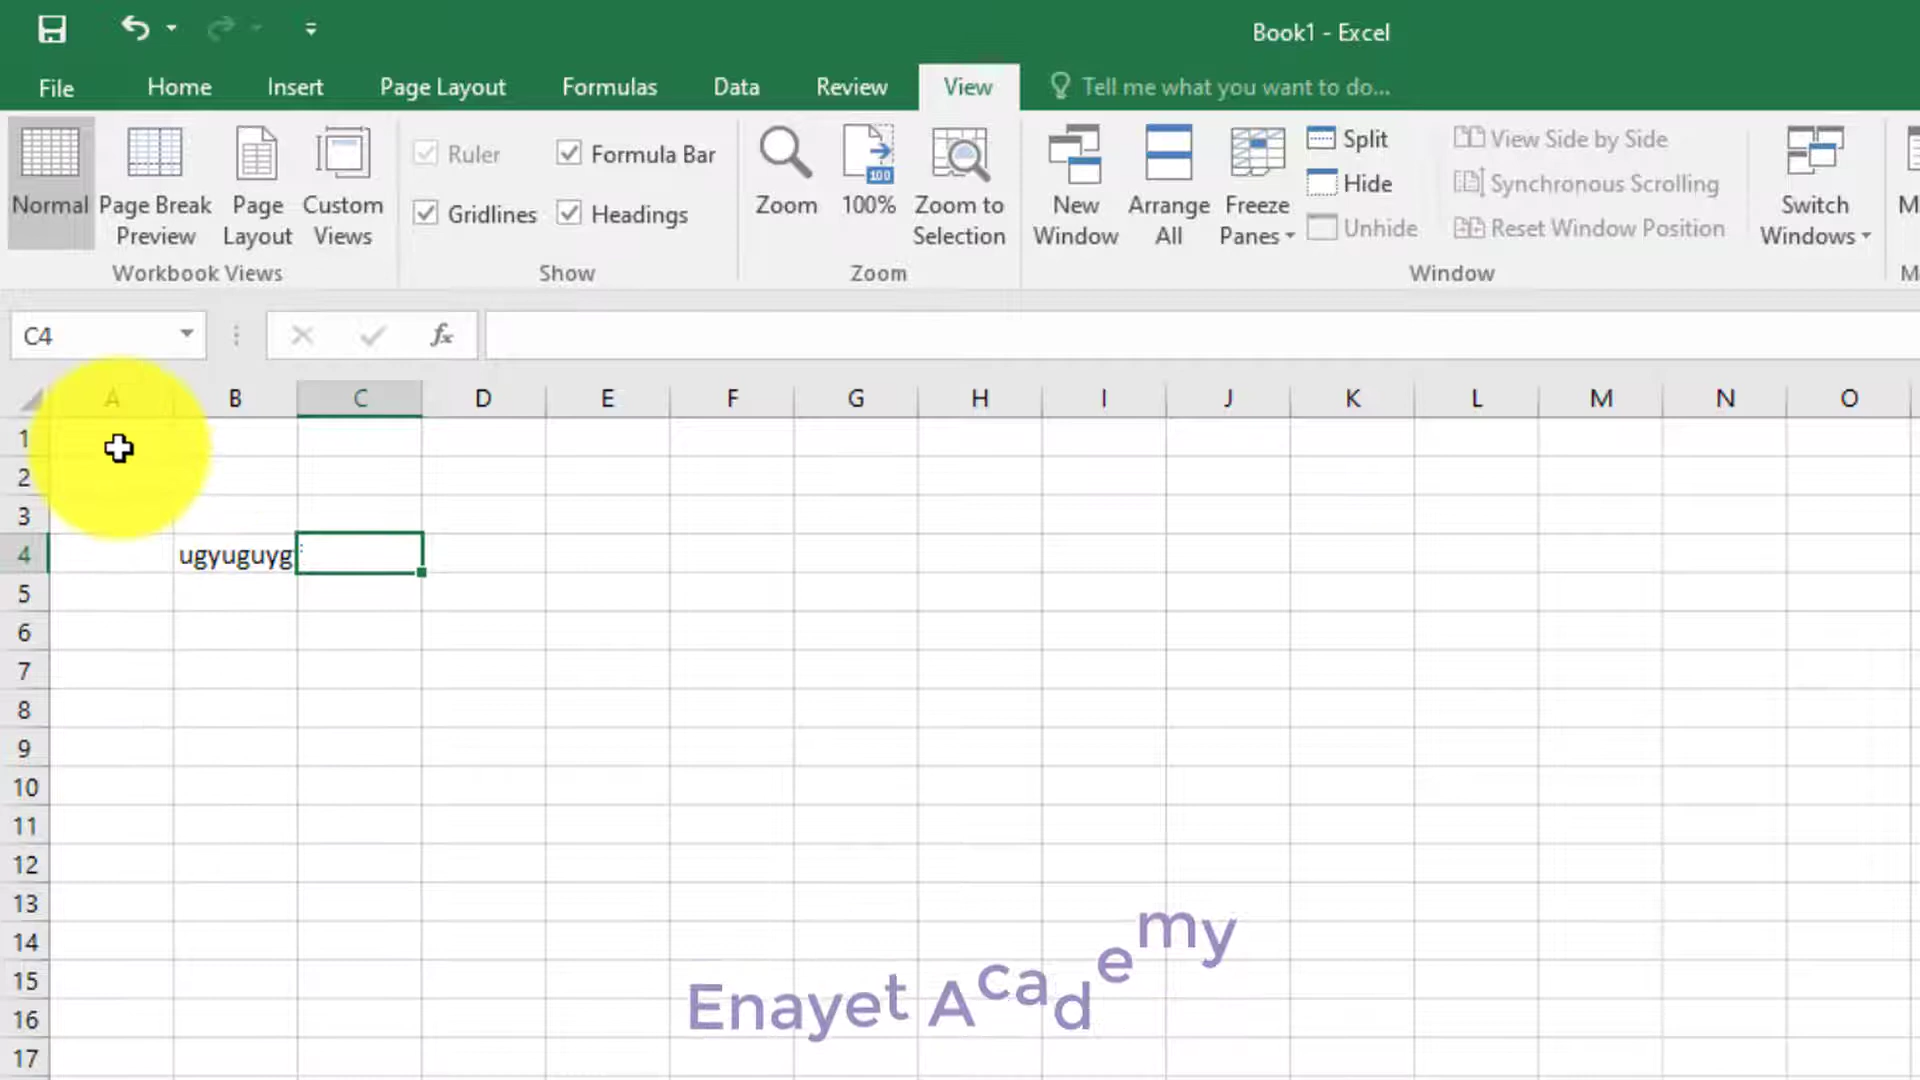 Book1 - Excel
File Home Insert Page Layout Formulas Data Review View Tell me what you want to do...
Normal Page Break Preview Page Layout Custom Views
Workbook Views
Ruler Formula Bar
Gridlines Headings
Show
Zoom 100% Zoom to Selection
Zoom
New Window Arrange All Freeze Panes
Split View Side by Side
Hide Synchronous Scrolling
Unhide Reset Window Position
Switch Windows
Window
C4 fx
A B C D E F G H I J K L M N O
1
2
3
4 ugyuguyg
5
6
7
8
9
10
11
12
13
14
15
16
17
Enayet Academy